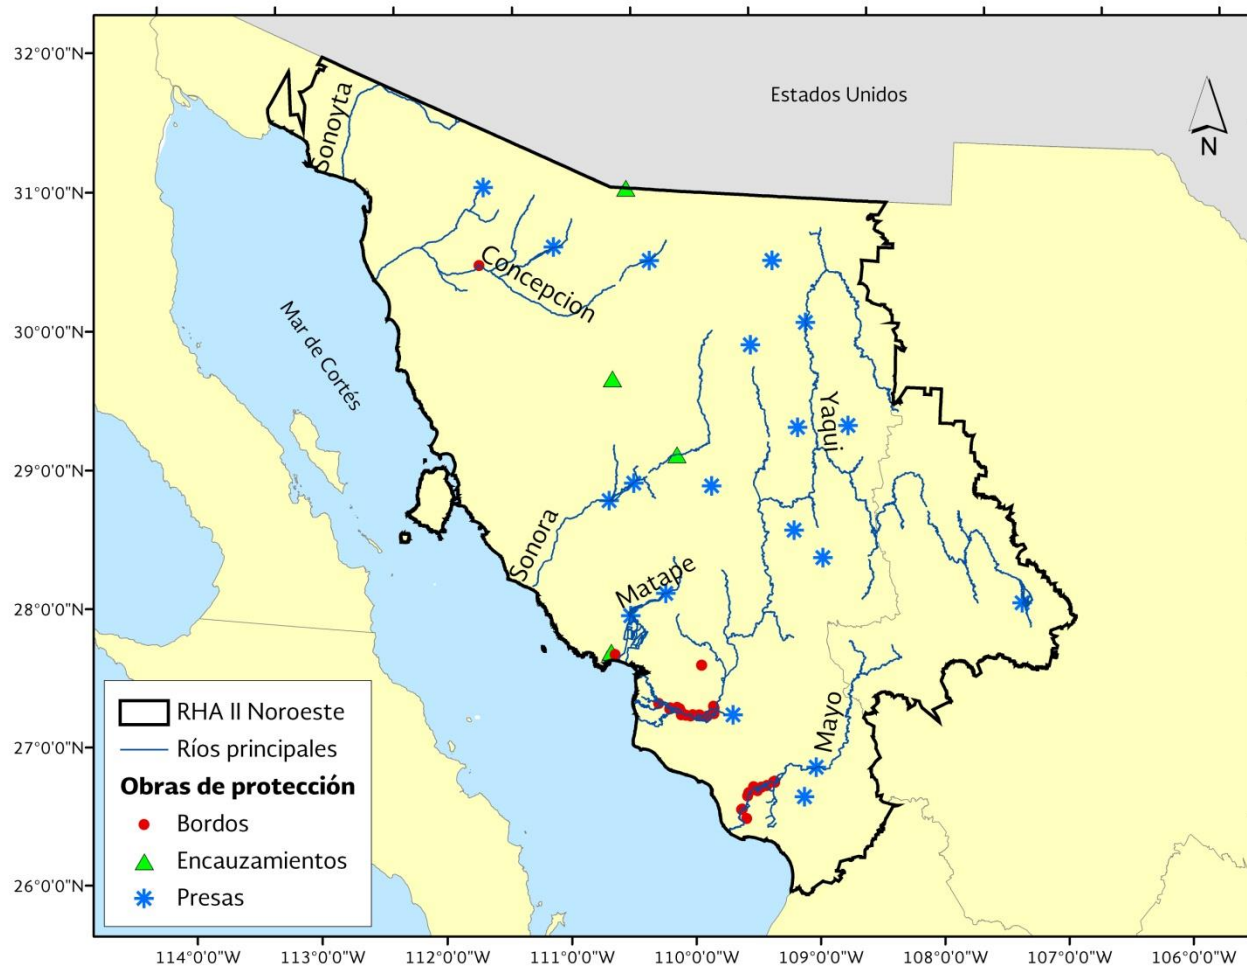 32°0'0"N
31°0'0"N
30°0'0"N
29°0'0"N
28°0'0"N
27°0'0"N
26°0'0"N
Estados Unidos
N
Sonoyta
Concepcion
Mar de Cortés
Yaqui
Sonora
Matape
Mayo
RHA II Noroeste
Ríos principales
Obras de protección
Bordos
Encauzamientos
Presas
114°0'0"W 113°0'0"W 112°0'0"W 111°0'0"W 110°0'0"W 109°0'0"W 108°0'0"W 107°0'0"W 106°0'0"W